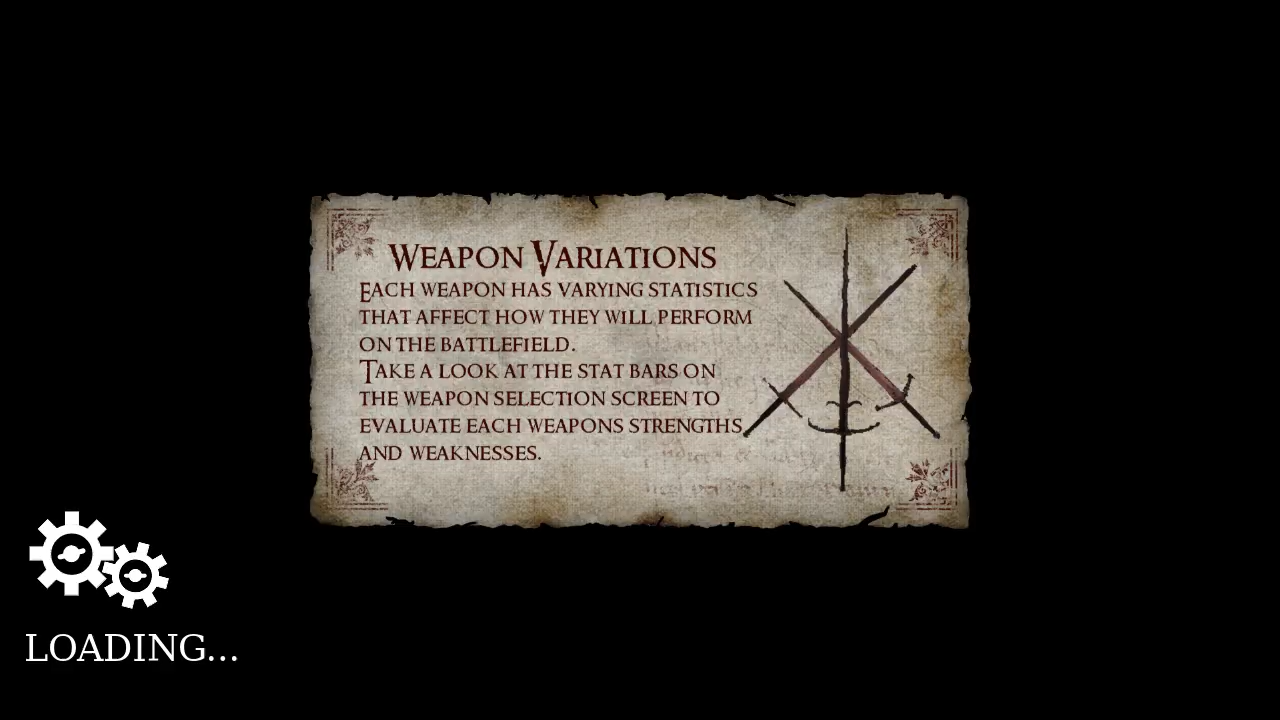 Weapon Variations
Each weapon has varying statistics
that affect how they will perform
on the battlefield.
Take a look at the stat bars on
the weapon selection screen to
evaluate each weapons strengths
and weaknesses.
LOADING...